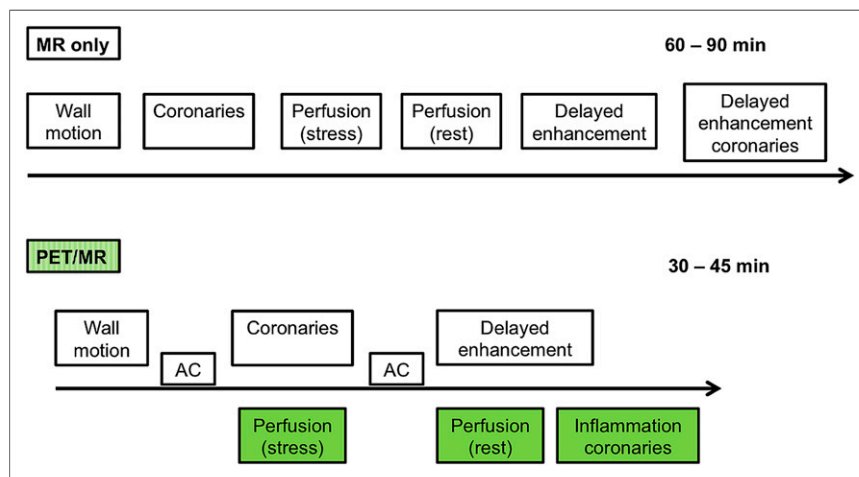 MR only
60 – 90 min
Wall
motion
Coronaries
Perfusion
(stress)
Perfusion
(rest)
Delayed
enhancement
Delayed
enhancement
coronaries
PET/MR
30 – 45 min
Wall
motion
AC
Coronaries
AC
Delayed
enhancement
Perfusion
(stress)
Perfusion
(rest)
Inflammation
coronaries